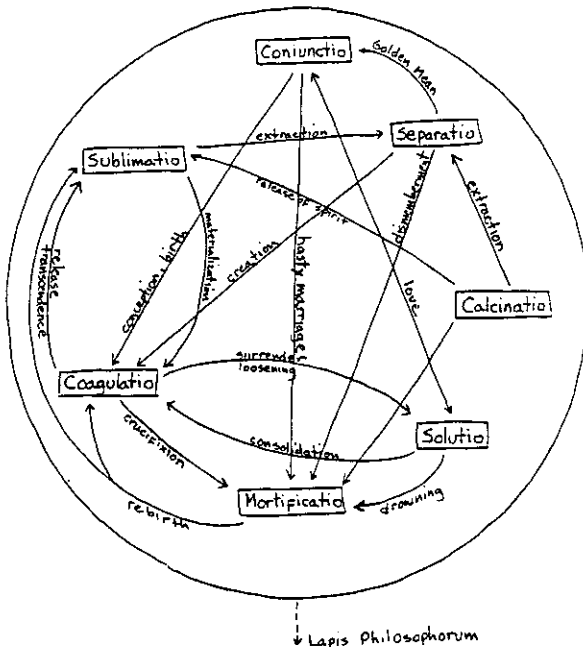 Coniunctio
Golden Mean
Separatio
extraction
Sublimatio
release of spirit
dismemberment
extraction
materialization
conception, birth
creation
hasty marriages
love
Calcinatio
release
transcendence
surrender
loosening
Coagulatio
Solutio
crucifixion
consolidation
Mortificatio
drowning
rebirth
Lapis Philosophorum